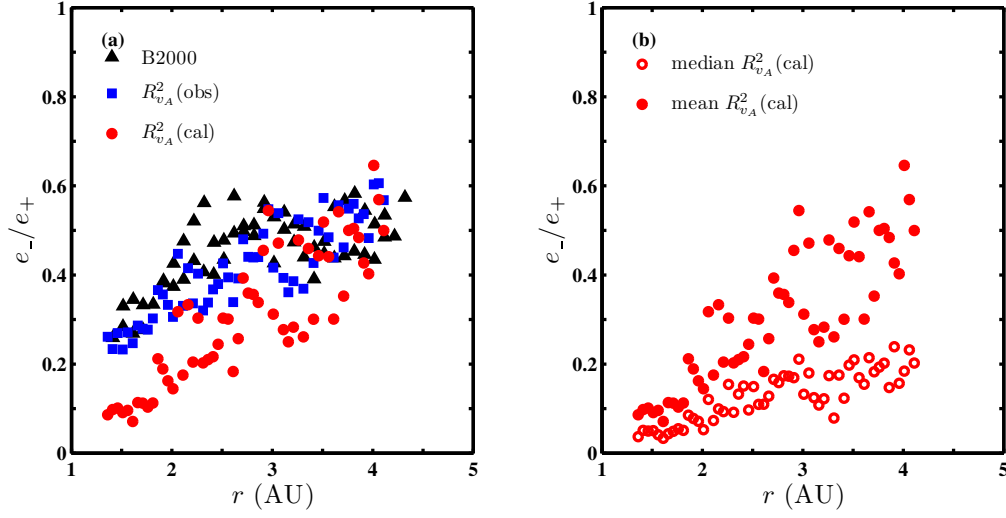 (a)
B2000
$R^2_{v_A}$(obs)
$R^2_{v_A}$(cal)
1
0.8
0.6
0.4
0.2
0
1 2 3 4 5
$e_-/e_+$
$r$ (AU)
(b)
median $R^2_{v_A}$(cal)
mean $R^2_{v_A}$(cal)
1
0.8
0.6
0.4
0.2
0
1 2 3 4 5
$e_-/e_+$
$r$ (AU)